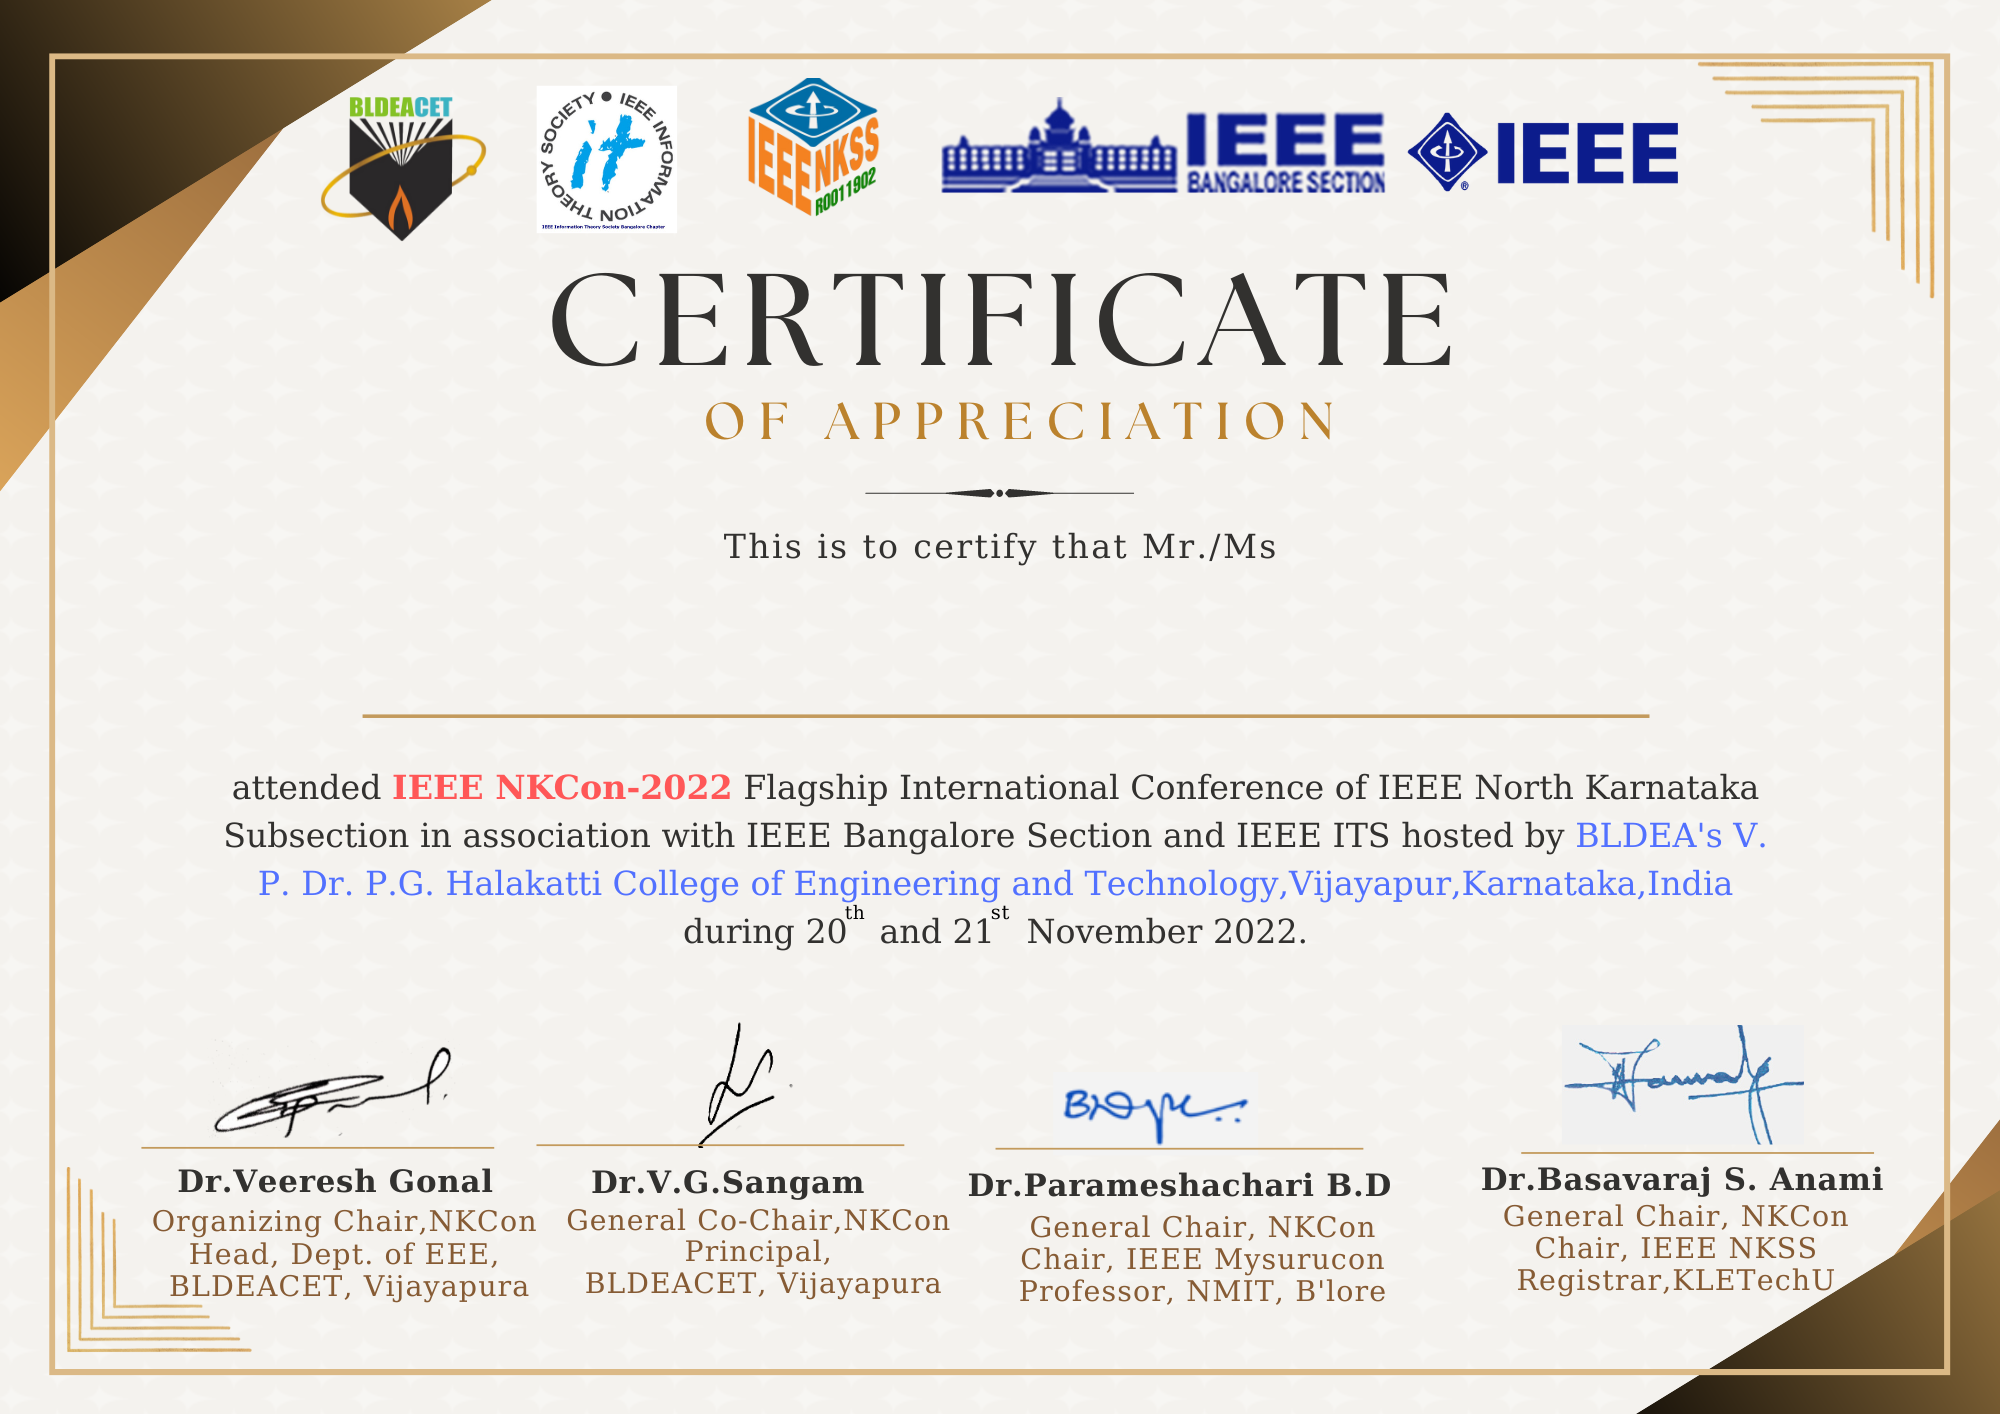 BLDEACET
IEEE INFORMATION THEORY SOCIETY
it
IEEE Information Theory Society Bangalore Chapter
IEEE NKSS
R0011902
IEEE
BANGALORE SECTION
IEEE
®
CERTIFICATE
OF APPRECIATION
This is to certify that Mr./Ms
attended IEEE NKCon-2022 Flagship International Conference of IEEE North Karnataka
Subsection in association with IEEE Bangalore Section and IEEE ITS hosted by BLDEA's V.
P. Dr. P.G. Halakatti College of Engineering and Technology,Vijayapur,Karnataka,India
during 20th and 21st November 2022.
Dr.Veeresh Gonal
Organizing Chair,NKCon
Head, Dept. of EEE,
BLDEACET, Vijayapura
Dr.V.G.Sangam
General Co-Chair,NKCon
Principal,
BLDEACET, Vijayapura
Dr.Parameshachari B.D
General Chair, NKCon
Chair, IEEE Mysurucon
Professor, NMIT, B'lore
Dr.Basavaraj S. Anami
General Chair, NKCon
Chair, IEEE NKSS
Registrar,KLETechU